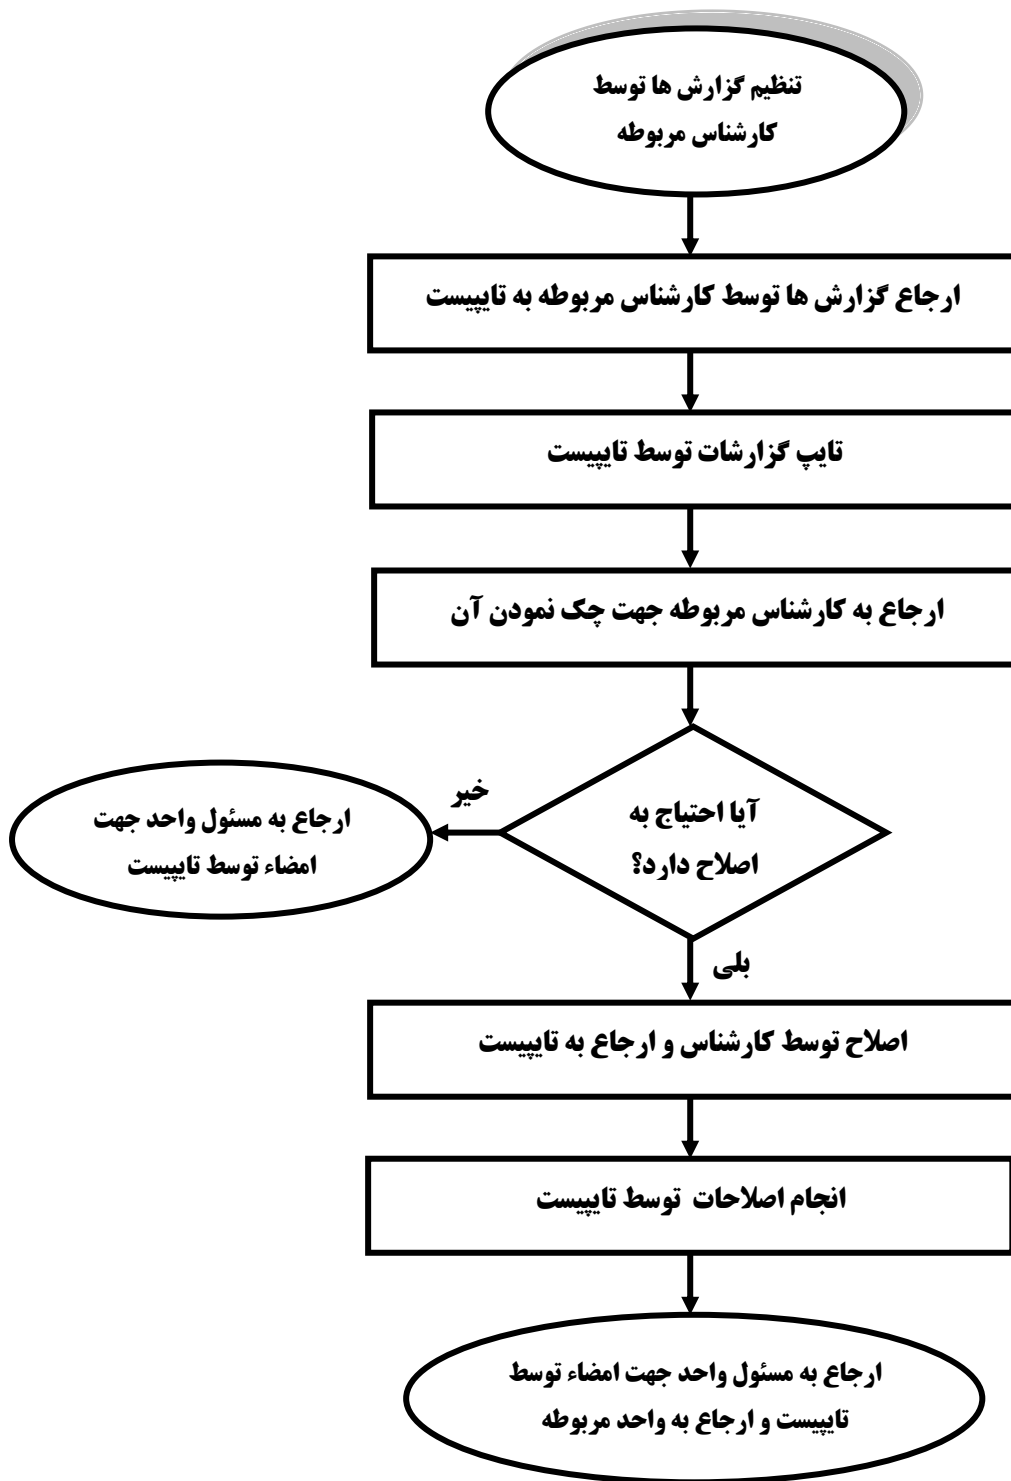 تنظیم گزارش ها توسط
کارشناس مربوطه
ارجاع گزارش ها توسط کارشناس مربوطه به تایپیست
تایپ گزارشات توسط تایپیست
ارجاع به کارشناس مربوطه جهت چک نمودن آن
آیا احتیاج به
اصلاح دارد؟
خیر
ارجاع به مسئول واحد جهت
امضاء توسط تایپیست
بلی
اصلاح توسط کارشناس و ارجاع به تایپیست
انجام اصلاحات توسط تایپیست
ارجاع به مسئول واحد جهت امضاء توسط
تایپیست و ارجاع به واحد مربوطه